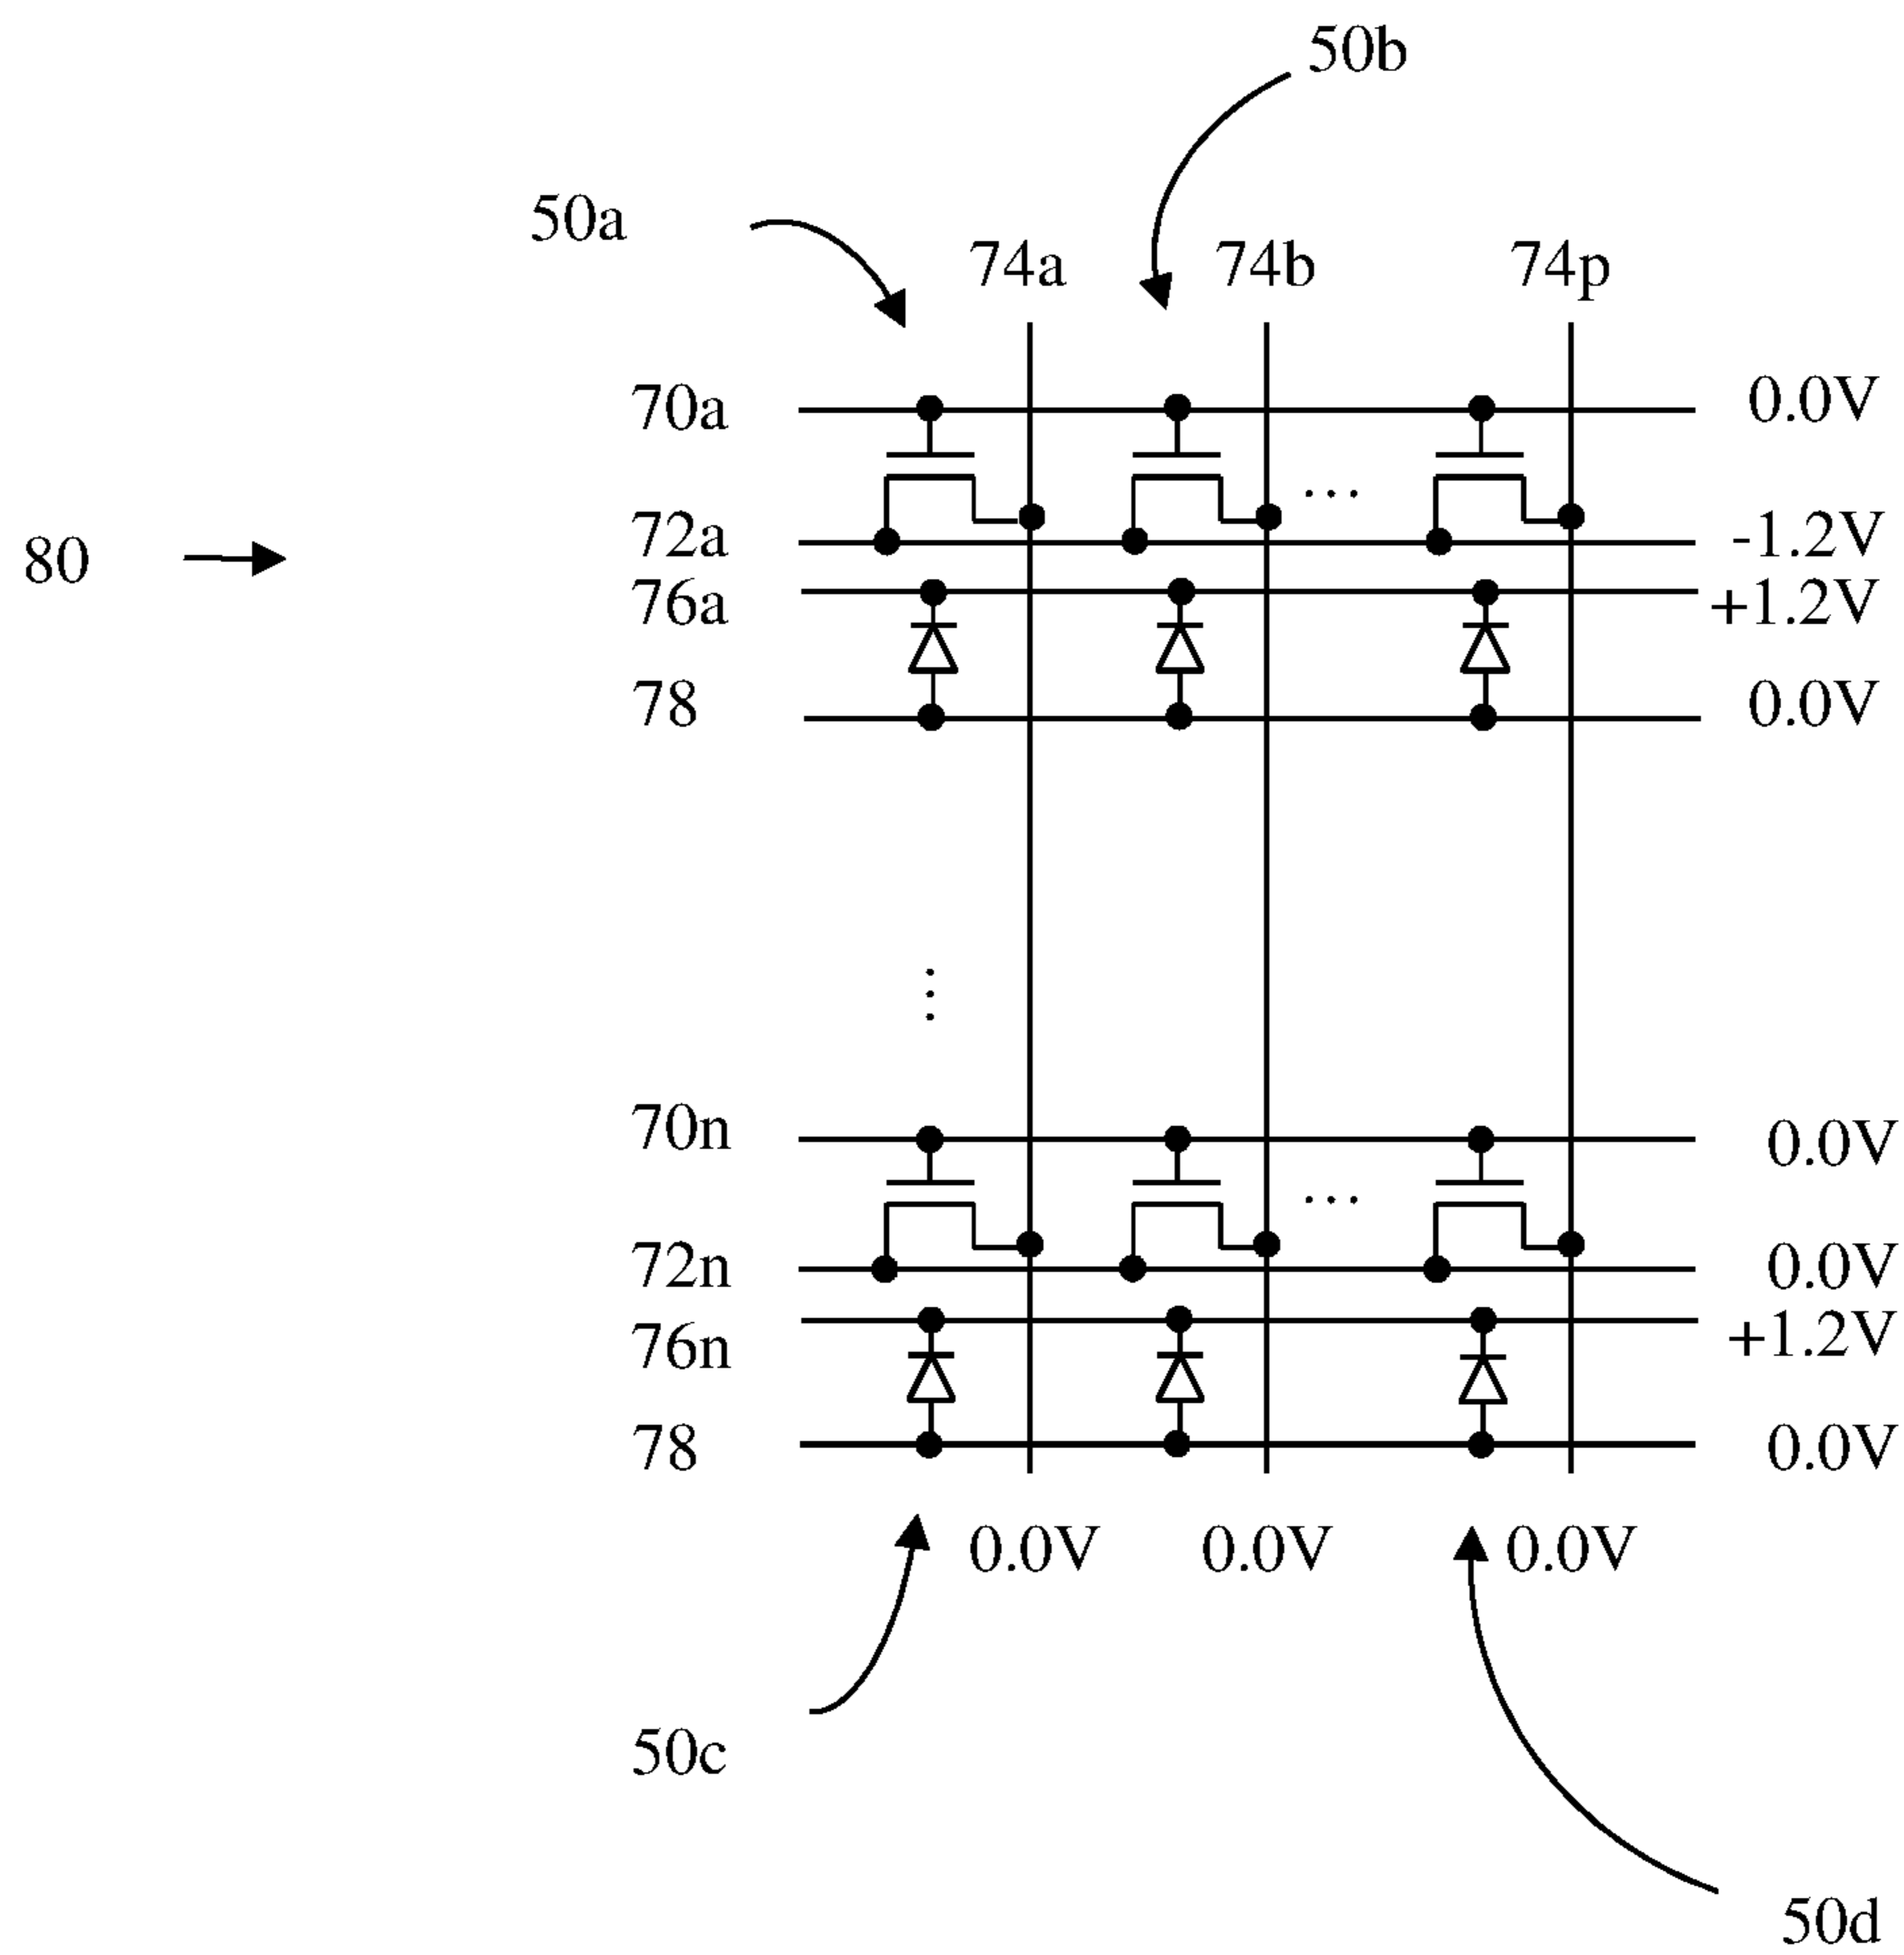 50b
50a
74a 74b 74p
70a 0.0V
...
72a -1.2V
80
76a +1.2V
78 0.0V
...
70n 0.0V
...
72n 0.0V
76n +1.2V
78 0.0V
0.0V 0.0V 0.0V
50c
50d